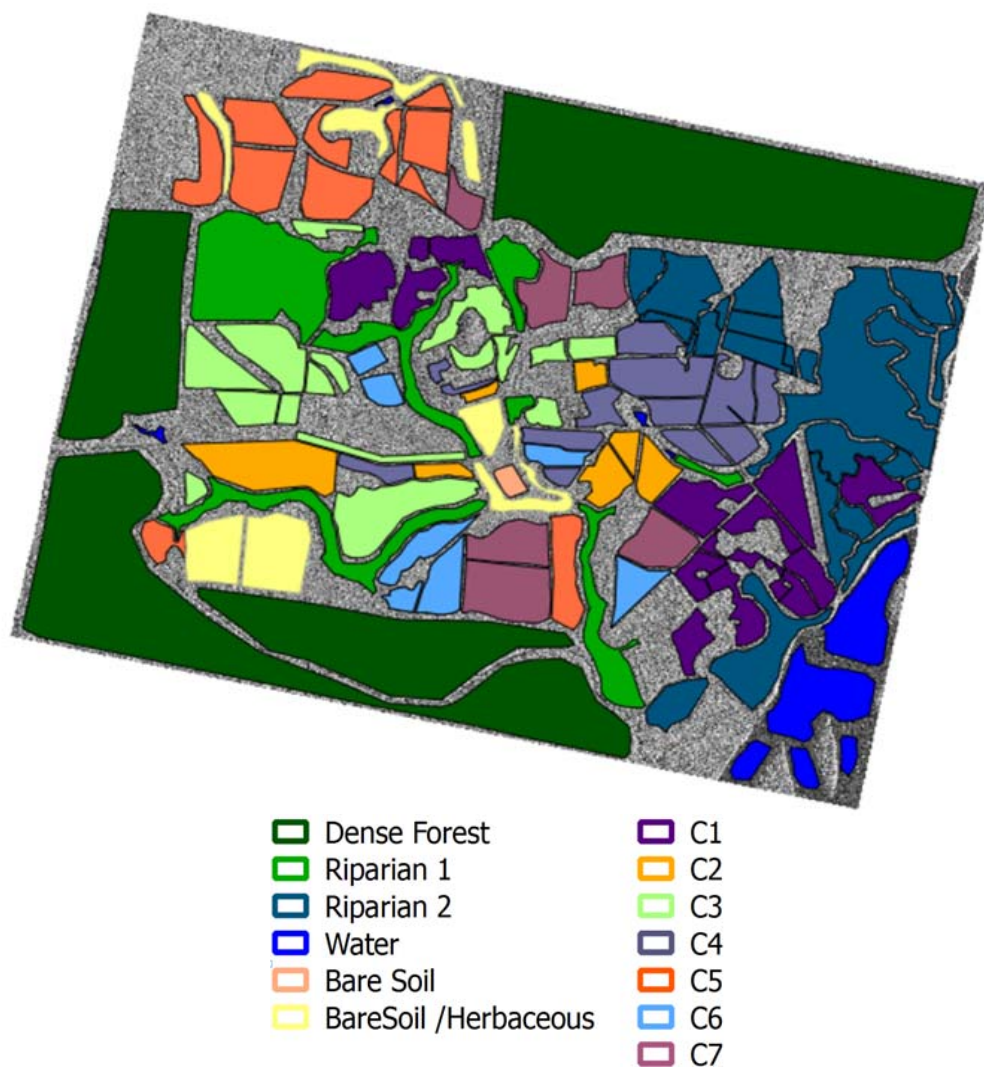 Dense Forest
Riparian 1
Riparian 2
Water
Bare Soil
BareSoil /Herbaceous
C1
C2
C3
C4
C5
C6
C7